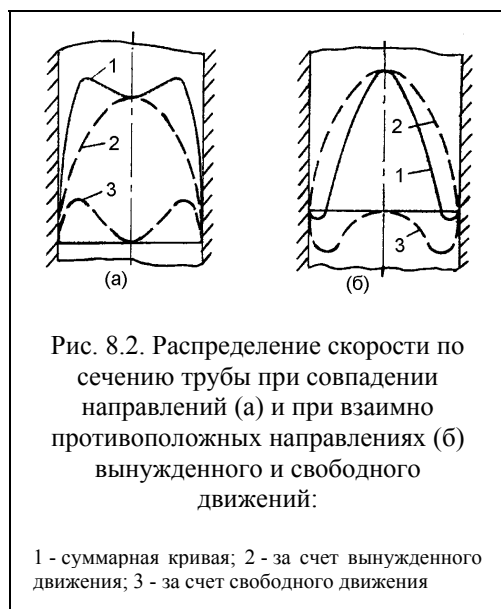 1
2
3
(а)
2
1
3
(б)
Рис. 8.2. Распределение скорости по
сечению трубы при совпадении
направлений (а) и при взаимно
противоположных направлениях (б)
вынужденного и свободного
движений:
1 - суммарная кривая; 2 - за счет вынужденного
движения; 3 - за счет свободного движения